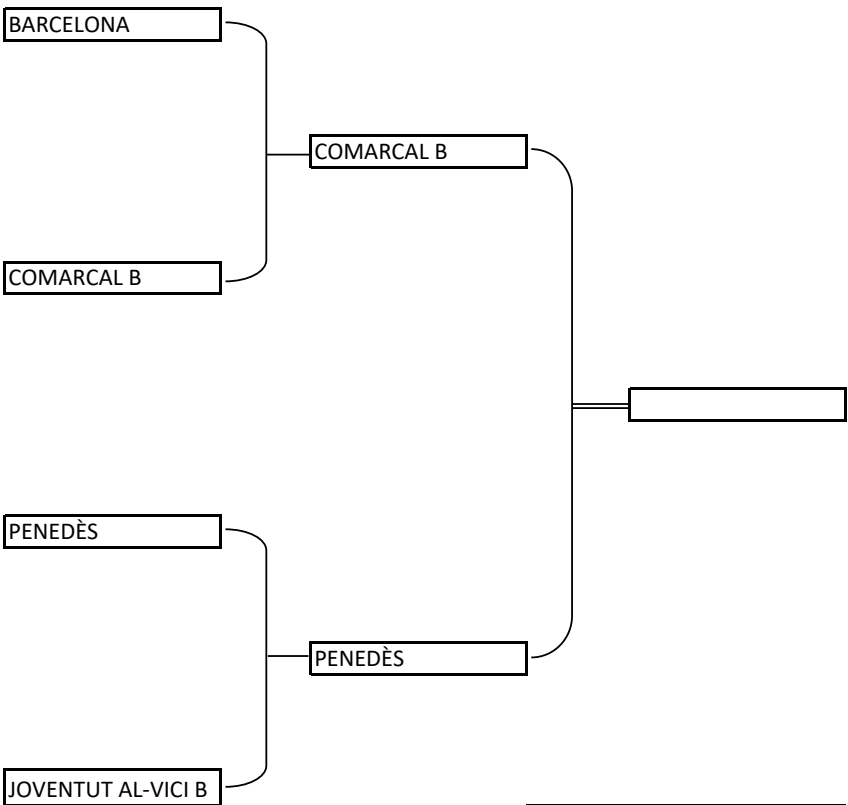 BARCELONA
COMARCAL B
COMARCAL B
PENEDÈS
PENEDÈS
JOVENTUT AL-VICI B